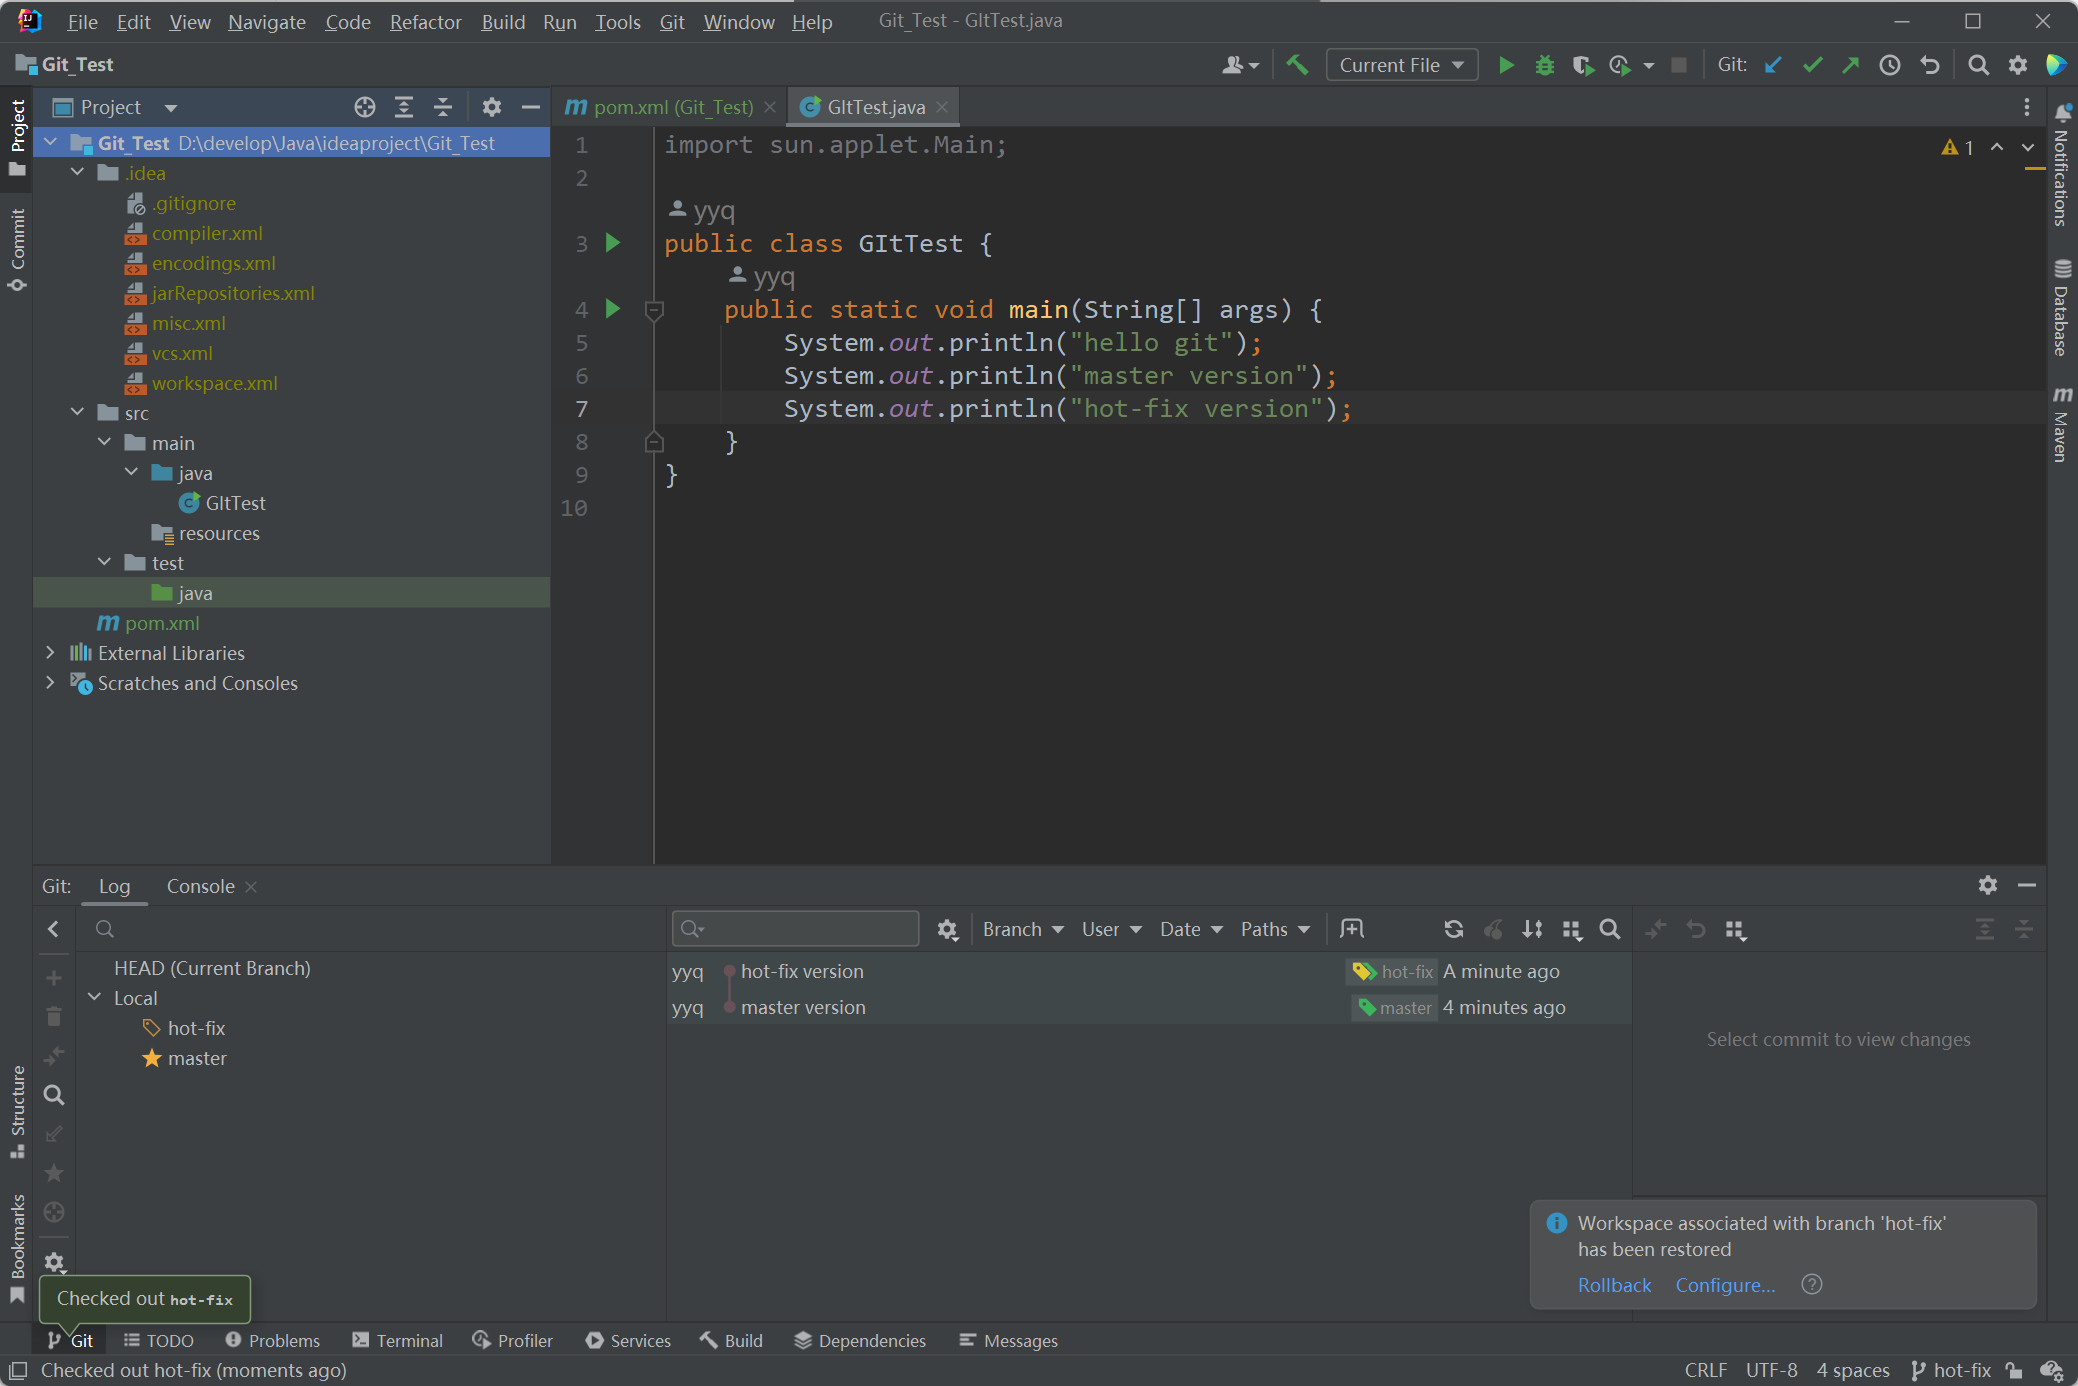 File Edit View Navigate Code Refactor Build Run Tools Git Window Help Git_Test - GItTest.java
Git_Test Current File Git:
Project
Commit
Structure
Bookmarks
Project
Git_Test D:\develop\Java\ideaproject\Git_Test
.idea
.gitignore
compiler.xml
encodings.xml
jarRepositories.xml
misc.xml
vcs.xml
workspace.xml
src
main
java
GItTest
resources
test
java
pom.xml
External Libraries
Scratches and Consoles
pom.xml (Git_Test) GItTest.java
1 import sun.applet.Main;
2
yyq
3 public class GItTest {
yyq
4 public static void main(String[] args) {
5 System.out.println("hello git");
6 System.out.println("master version");
7 System.out.println("hot-fix version");
8 }
9 }
10
1
Notifications
Database
Maven
Git: Log Console
Branch User Date Paths
HEAD (Current Branch)
Local
hot-fix
master
yyq hot-fix version hot-fix A minute ago
yyq master version master 4 minutes ago
Select commit to view changes
Workspace associated with branch 'hot-fix'
has been restored
Rollback Configure...
Checked out hot-fix
Git TODO Problems Terminal Profiler Services Build Dependencies Messages
Checked out hot-fix (moments ago) CRLF UTF-8 4 spaces hot-fix